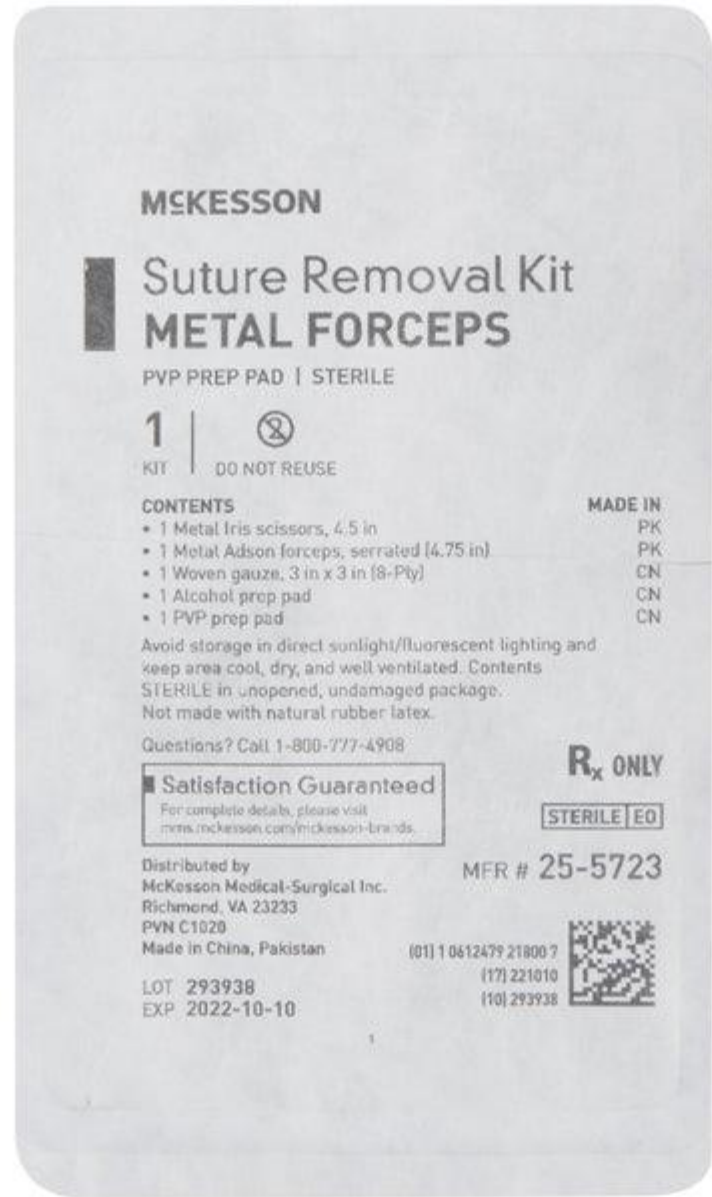 McKESSON
Suture Removal Kit
METAL FORCEPS
PVP PREP PAD | STERILE
1
KIT
2
DO NOT REUSE
CONTENTS MADE IN
• 1 Metal Iris scissors, 4.5 in PK
• 1 Metal Adson forceps, serrated (4.75 in) PK
• 1 Woven gauze, 3 in x 3 in (8-Ply) CN
• 1 Alcohol prep pad CN
• 1 PVP prep pad CN
Avoid storage in direct sunlight/fluorescent lighting and
keep area cool, dry, and well ventilated. Contents
STERILE in unopened, undamaged package.
Not made with natural rubber latex.
Questions? Call 1-800-777-4908
Rx ONLY
Satisfaction Guaranteed
For complete details, please visit
mms.mckesson.com/mckesson-brands.
STERILE EO
MFR # 25-5723
Distributed by
McKesson Medical-Surgical Inc.
Richmond, VA 23233
PVN C1020
Made in China, Pakistan
LOT 293938
EXP 2022-10-10
(01) 1 0612479 21800 7
(17) 221010
(10) 293938
1